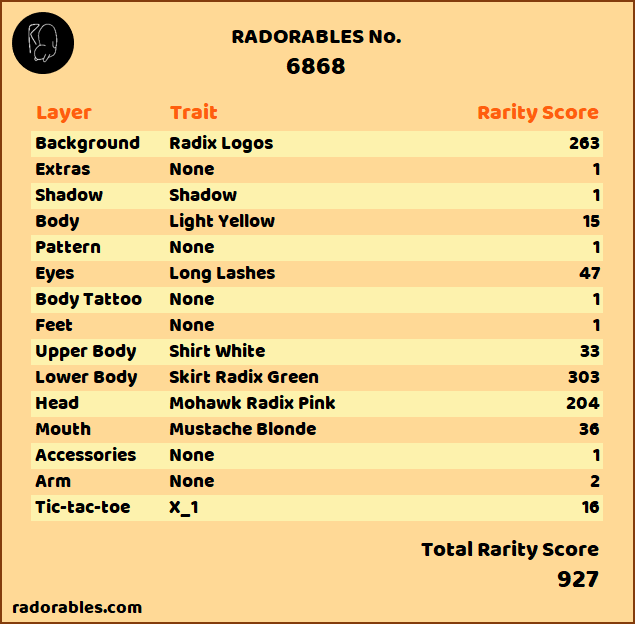 RADORABLES No.
6868
Layer Trait Rarity Score
Background Radix Logos 263
Extras None 1
Shadow Shadow 1
Body Light Yellow 15
Pattern None 1
Eyes Long Lashes 47
Body Tattoo None 1
Feet None 1
Upper Body Shirt White 33
Lower Body Skirt Radix Green 303
Head Mohawk Radix Pink 204
Mouth Mustache Blonde 36
Accessories None 1
Arm None 2
Tic-tac-toe X_1 16
Total Rarity Score
927
radorables.com